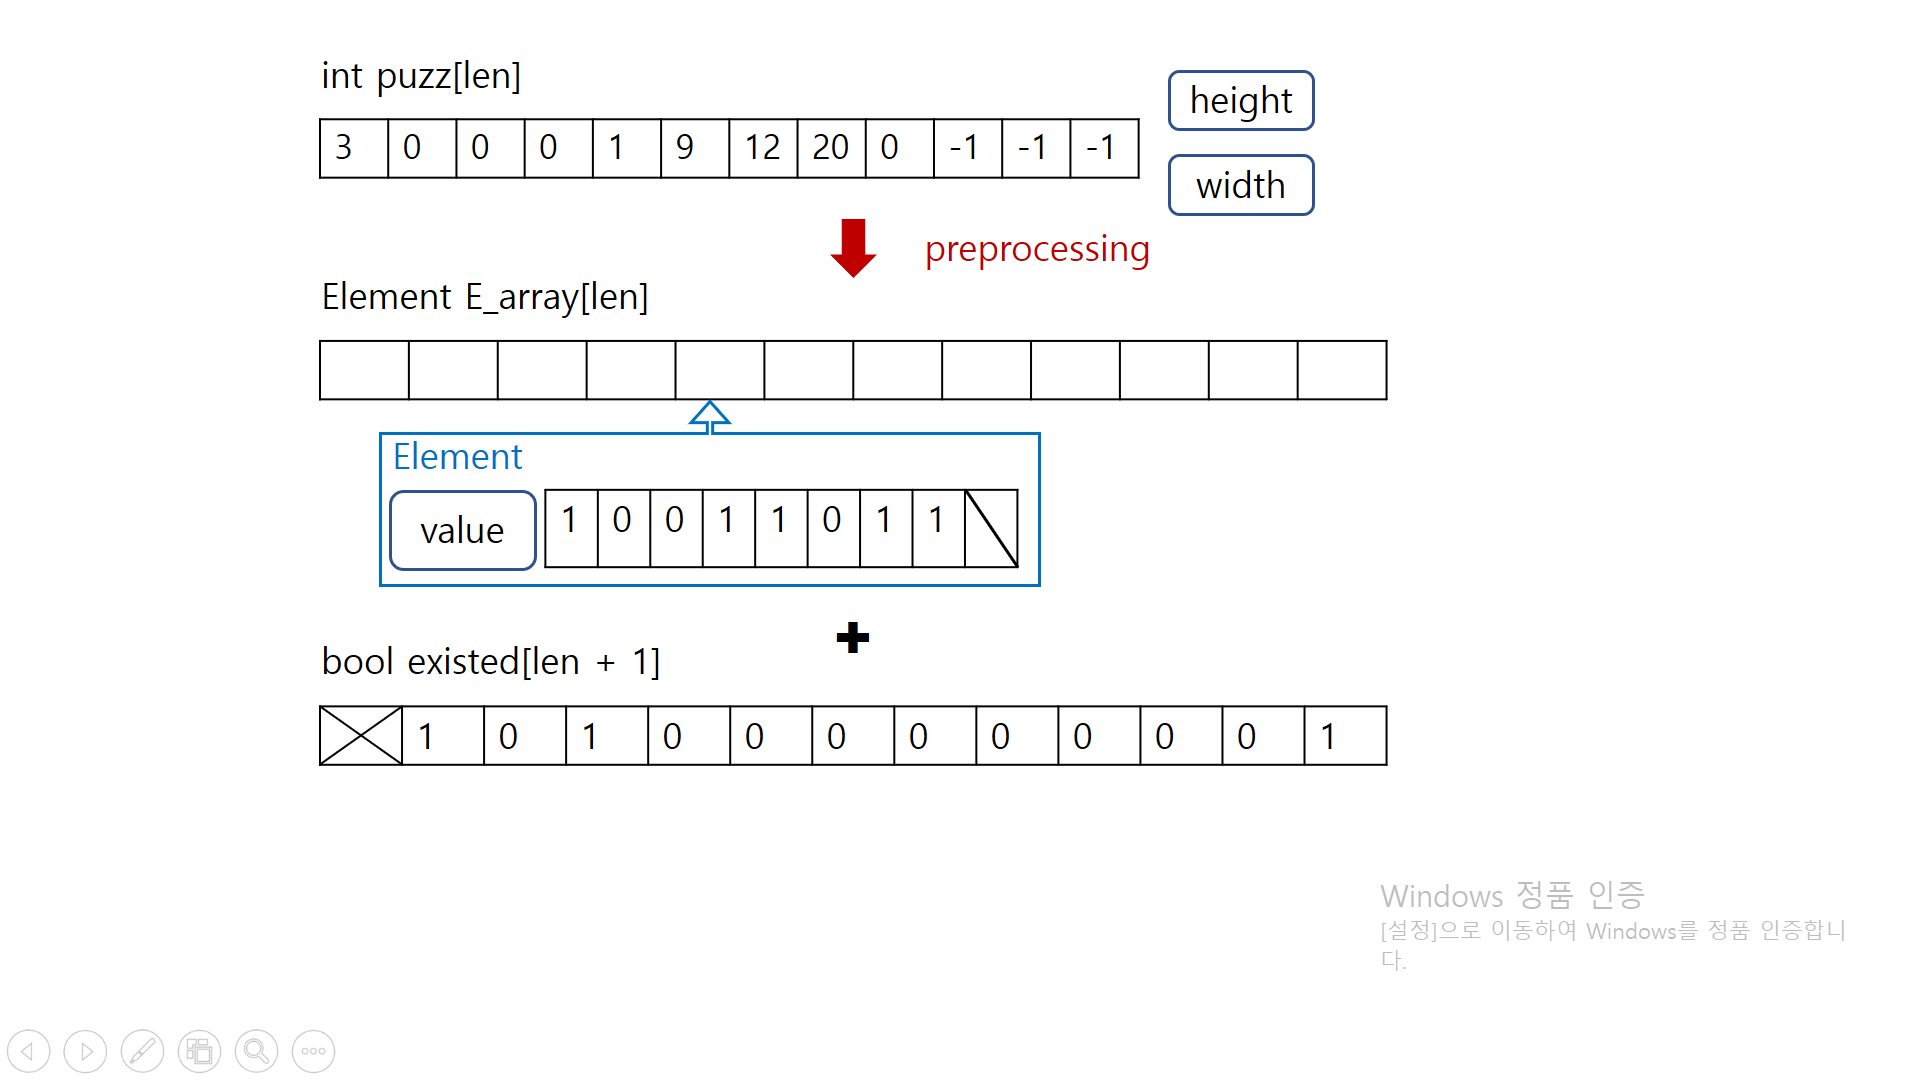 int puzz[len]
height
3 0 0 0 1 9 12 20 0 -1 -1 -1
width
preprocessing
Element E_array[len]
Element
value 1 0 0 1 1 0 1 1
bool existed[len + 1]
1 0 1 0 0 0 0 0 0 0 0 1
Windows 정품 인증
[설정]으로 이동하여 Windows를 정품 인증합니
다.